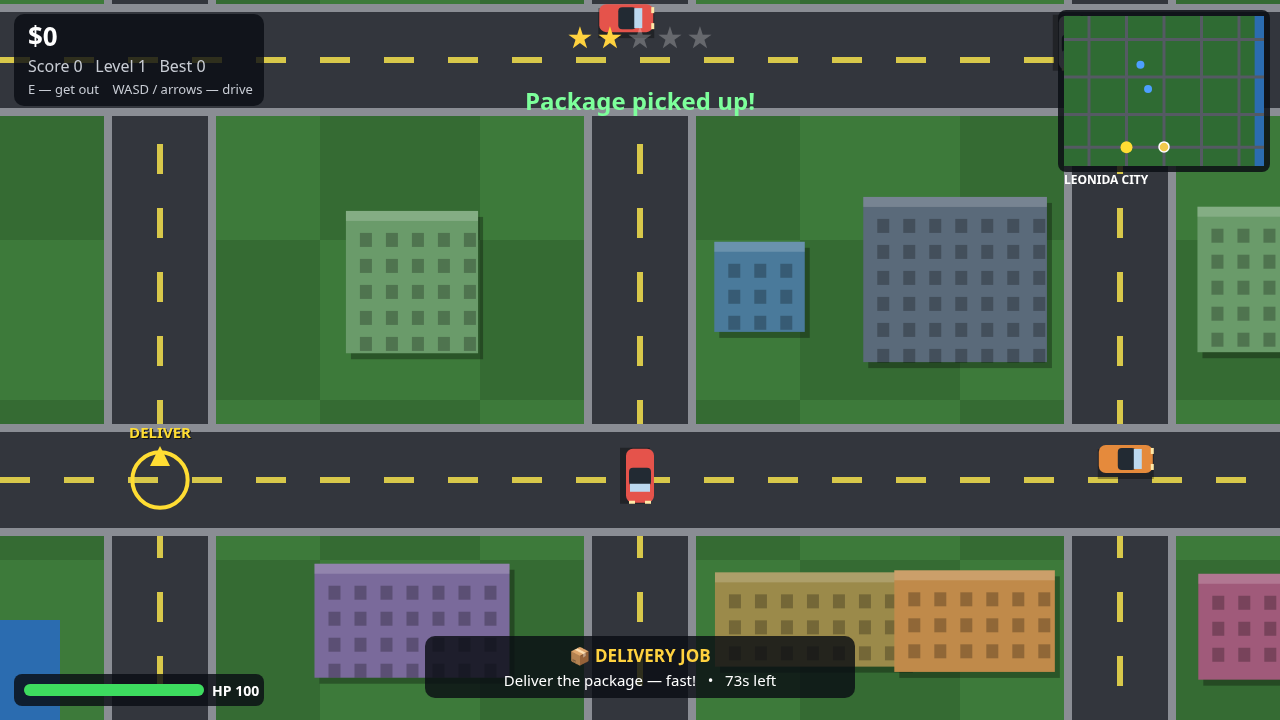 $0
Score 0 Level 1 Best 0
E — get out WASD / arrows — drive
Package picked up!
LEONIDA CITY
DELIVER
📦 DELIVERY JOB
Deliver the package — fast! • 73s left
HP 100